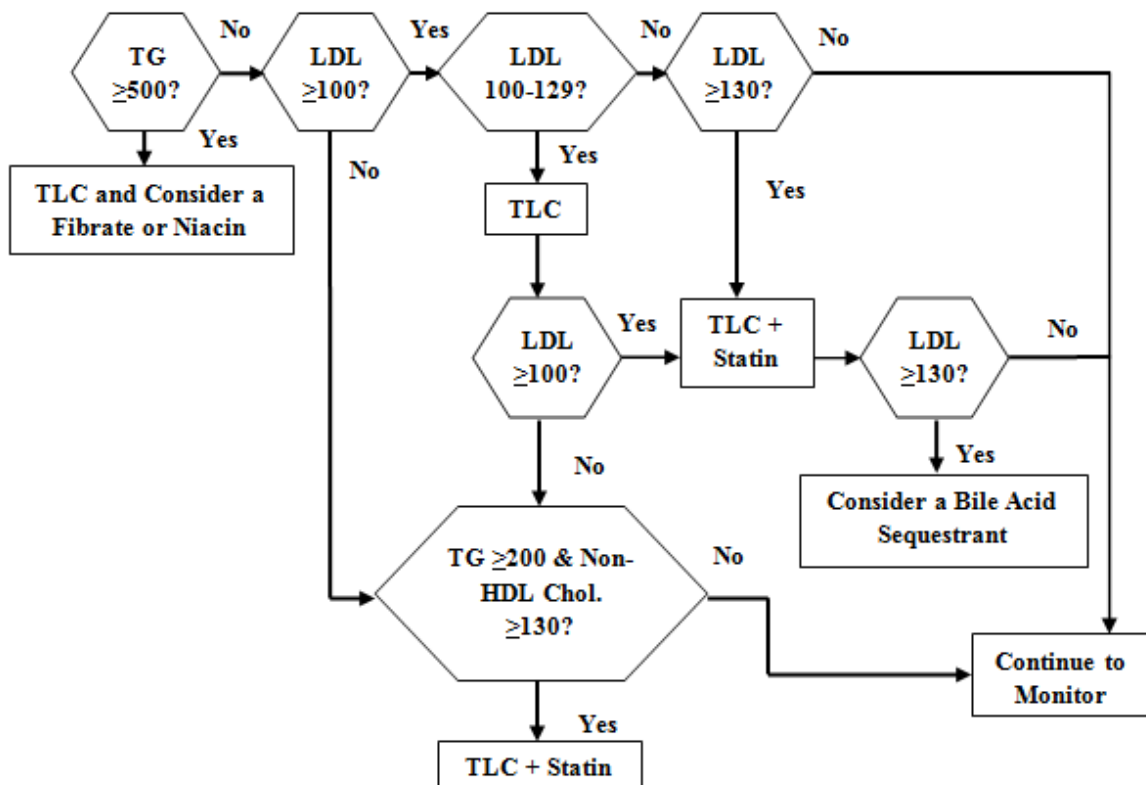 TG
≥500?
No
LDL
≥100?
Yes
LDL
100-129?
No
LDL
≥130?
No
Yes
TLC and Consider a
Fibrate or Niacin
No
Yes
TLC
Yes
LDL
≥100?
Yes
TLC +
Statin
LDL
≥130?
No
No
Yes
Consider a Bile Acid
Sequestrant
TG ≥200 & Non-
HDL Chol.
≥130?
No
Continue to
Monitor
Yes
TLC + Statin